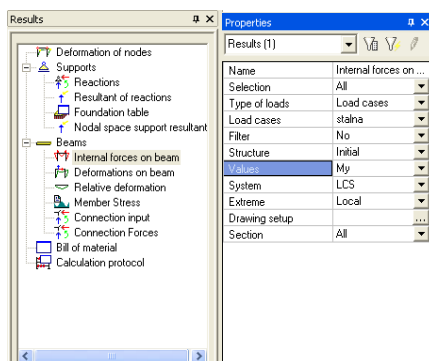 Results
Deformation of nodes
Supports
Reactions
Resultant of reactions
Foundation table
Nodal space support resultant
Beams
Internal forces on beam
Deformations on beam
Relative deformation
Member Stress
Connection input
Connection Forces
Bill of material
Calculation protocol
Properties
Results (1)
Name Internal forces on ...
Selection All
Type of loads Load cases
Load cases stalna
Filter No
Structure Initial
Values My
System LCS
Extreme Local
Drawing setup ...
Section All